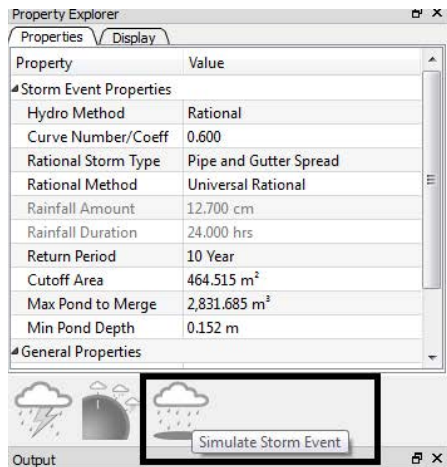 Property Explorer
Properties Display
Property Value
Storm Event Properties
Hydro Method Rational
Curve Number/Coeff 0.600
Rational Storm Type Pipe and Gutter Spread
Rational Method Universal Rational
Rainfall Amount 12.700 cm
Rainfall Duration 24.000 hrs
Return Period 10 Year
Cutoff Area 464.515 m²
Max Pond to Merge 2,831.685 m³
Min Pond Depth 0.152 m
General Properties
Simulate Storm Event
Output